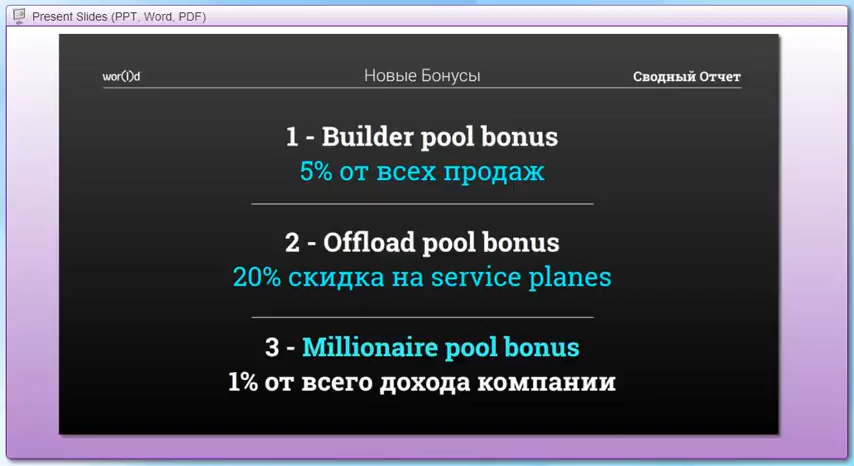 Present Slides (PPT, Word, PDF)
wor(l)d
Новые Бонусы
Сводный Отчет
1 - Builder pool bonus
5% от всех продаж
2 - Offload pool bonus
20% скидка на service planes
3 - Millionaire pool bonus
1% от всего дохода компании